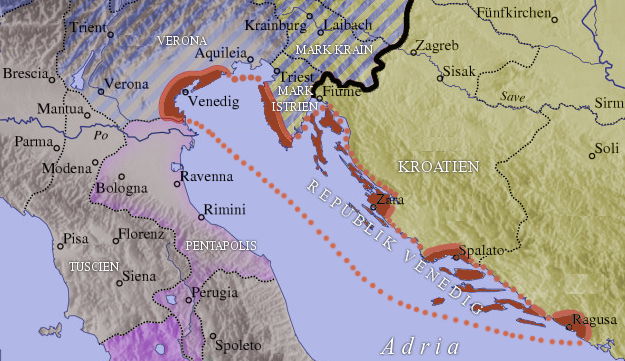 Fünfkirchen
Trient
Krainburg
Laibach
VERONA
MARK KRAIN
Zagreb
Aquileia
Brescia
Triest
Sisak
Verona
MARK
ISTRIEN
Fiume
Venedig
Save
Sirm
Mantua
Po
Parma
Soli
Modena
KROATIEN
Bologna
Ravenna
Zara
Rimini
REPUBLIK VENEDIG
Pisa
Florenz
PENTAPOLIS
Spalato
TUSCIEN
Siena
Perugia
Ragusa
Spoleto
Adria